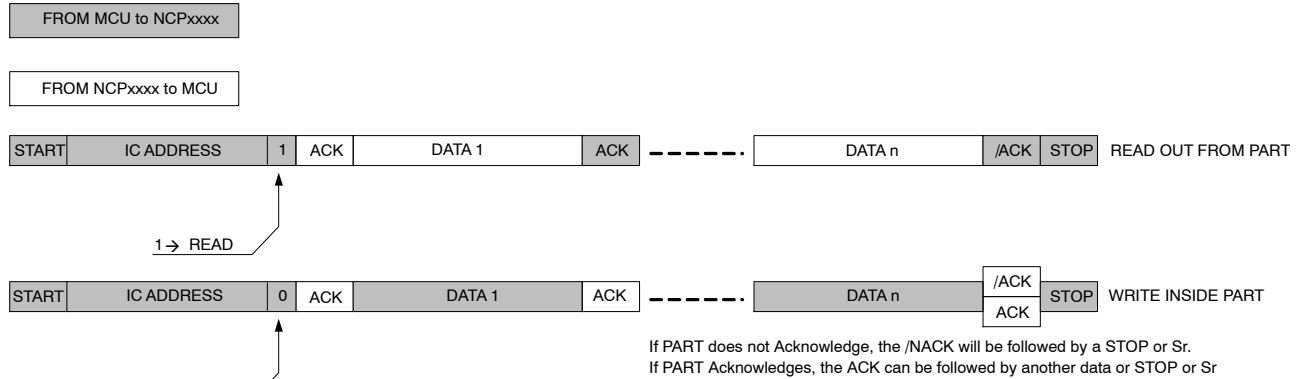 FROM MCU to NCPxxxx
FROM NCPxxxx to MCU
START IC ADDRESS 1 ACK DATA 1 ACK DATA n /ACK STOP READ OUT FROM PART
1→ READ
START IC ADDRESS 0 ACK DATA 1 ACK DATA n /ACK ACK STOP WRITE INSIDE PART
If PART does not Acknowledge, the /NACK will be followed by a STOP or Sr.
If PART Acknowledges, the ACK can be followed by another data or STOP or Sr